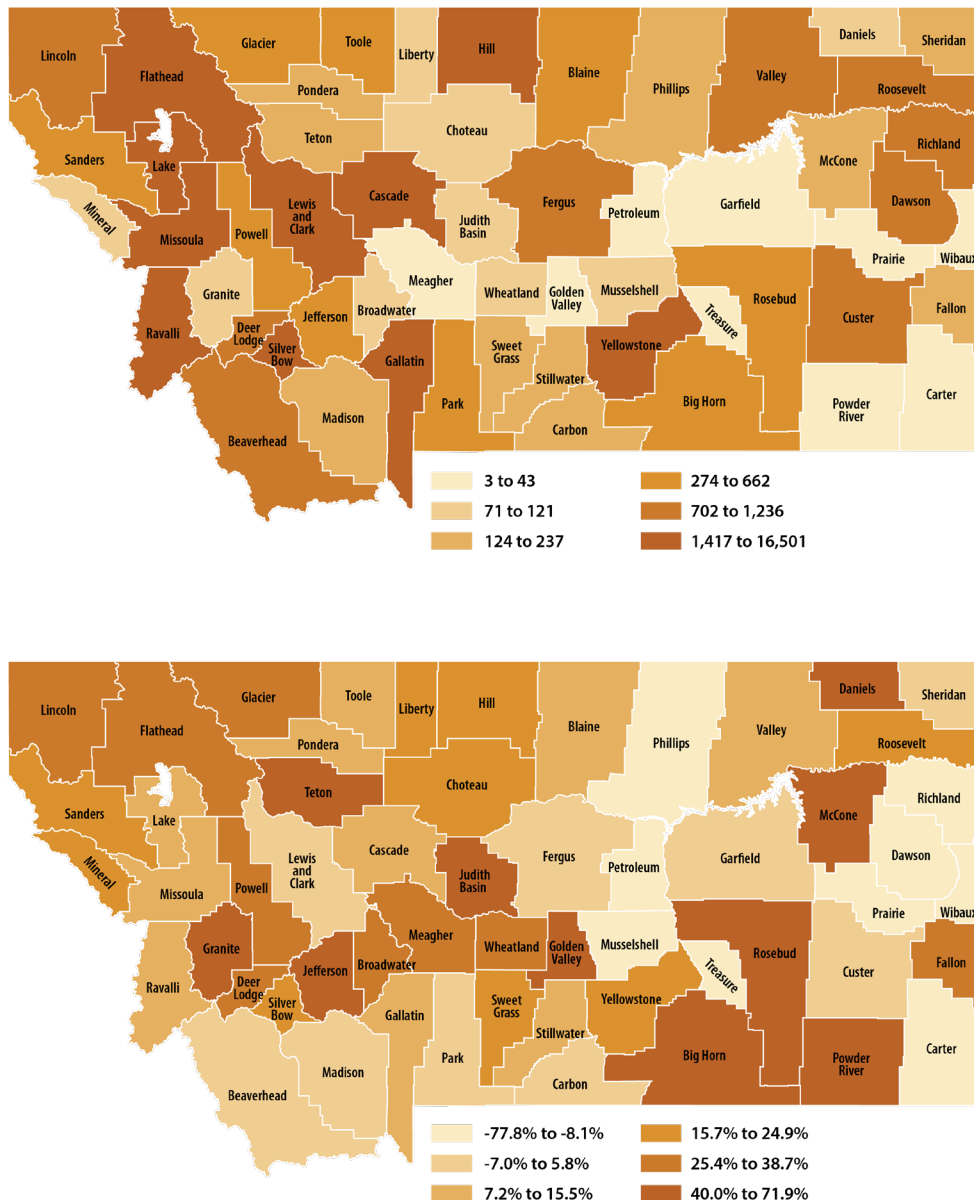 Lincoln
Flathead
Glacier
Toole
Liberty
Hill
Blaine
Phillips
Valley
Daniels
Sheridan
Roosevelt
Pondera
Teton
Choteau
Sanders
Lake
Mineral
Missoula
Powell
Lewis
and
Clark
Cascade
Judith
Basin
Fergus
Petroleum
Garfield
McCone
Richland
Dawson
Prairie
Wibaux
Ravalli
Granite
Deer
Lodge
Silver
Bow
Jefferson
Broadwater
Meagher
Wheatland
Golden
Valley
Musselshell
Treasure
Rosebud
Custer
Fallon
Gallatin
Park
Sweet
Grass
Stillwater
Yellowstone
Big Horn
Powder
River
Carter
Carbon
Madison
Beaverhead
3 to 43
71 to 121
124 to 237
274 to 662
702 to 1,236
1,417 to 16,501
Lincoln
Flathead
Glacier
Toole
Liberty
Hill
Blaine
Phillips
Valley
Daniels
Sheridan
Roosevelt
Pondera
Teton
Choteau
Sanders
Lake
Mineral
Missoula
Powell
Lewis
and
Clark
Cascade
Judith
Basin
Fergus
Petroleum
Garfield
McCone
Richland
Dawson
Prairie
Wibaux
Ravalli
Granite
Deer
Lodge
Silver
Bow
Jefferson
Broadwater
Meagher
Wheatland
Golden
Valley
Musselshell
Treasure
Rosebud
Custer
Fallon
Gallatin
Park
Sweet
Grass
Stillwater
Yellowstone
Big Horn
Powder
River
Carter
Carbon
Madison
Beaverhead
-77.8% to -8.1%
-7.0% to 5.8%
7.2% to 15.5%
15.7% to 24.9%
25.4% to 38.7%
40.0% to 71.9%